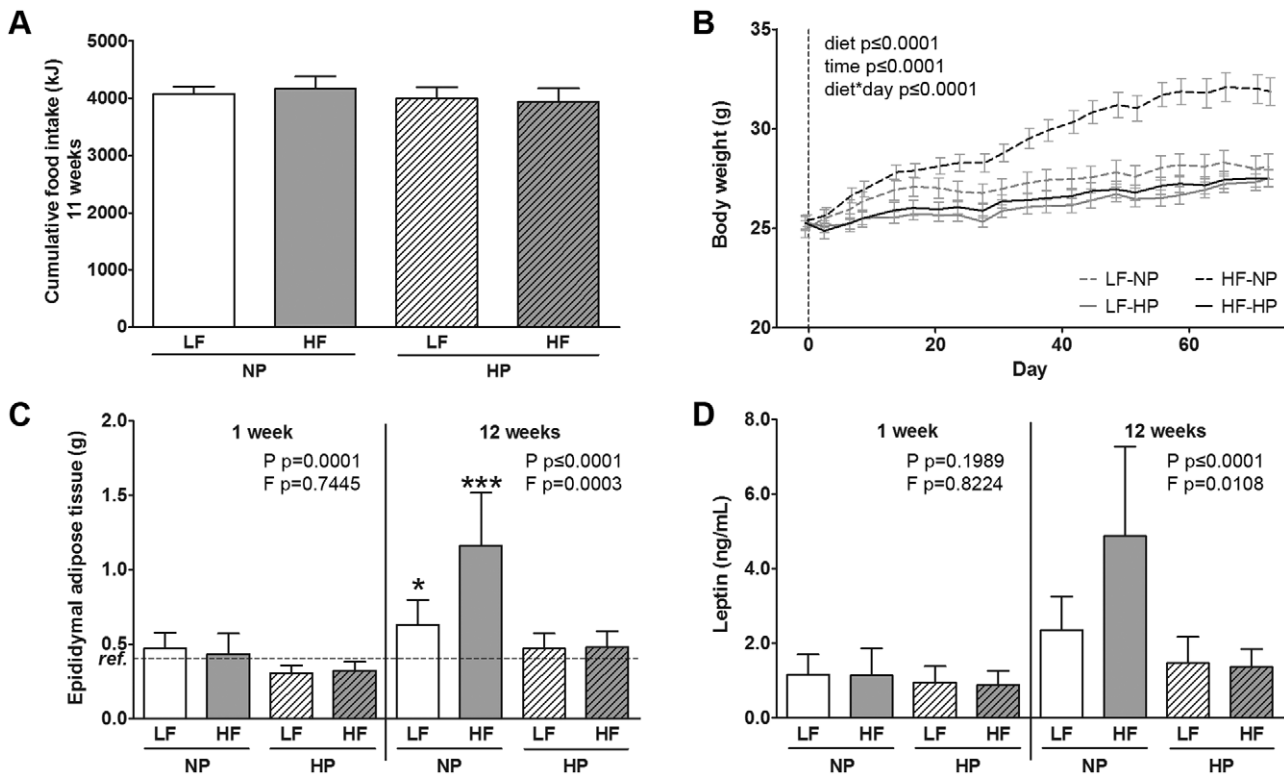 A
Cumulative food intake (kJ)
11 weeks
5000
4000
3000
2000
1000
0
LF HF LF HF
NP HP
B
Body weight (g)
35
30
25
20
diet p≤0.0001
time p≤0.0001
diet*day p≤0.0001
LF-NP HF-NP
LF-HP HF-HP
0 20 40 60
Day
C
Epididymal adipose tissue (g)
2.0
1.5
1.0
0.5
ref.
0.0
1 week
P p=0.0001
F p=0.7445
12 weeks
P p≤0.0001
F p=0.0003
*
***
LF HF LF HF LF HF LF HF
NP HP NP HP
D
Leptin (ng/mL)
8.0
6.0
4.0
2.0
0.0
1 week
P p=0.1989
F p=0.8224
12 weeks
P p≤0.0001
F p=0.0108
LF HF LF HF LF HF LF HF
NP HP NP HP